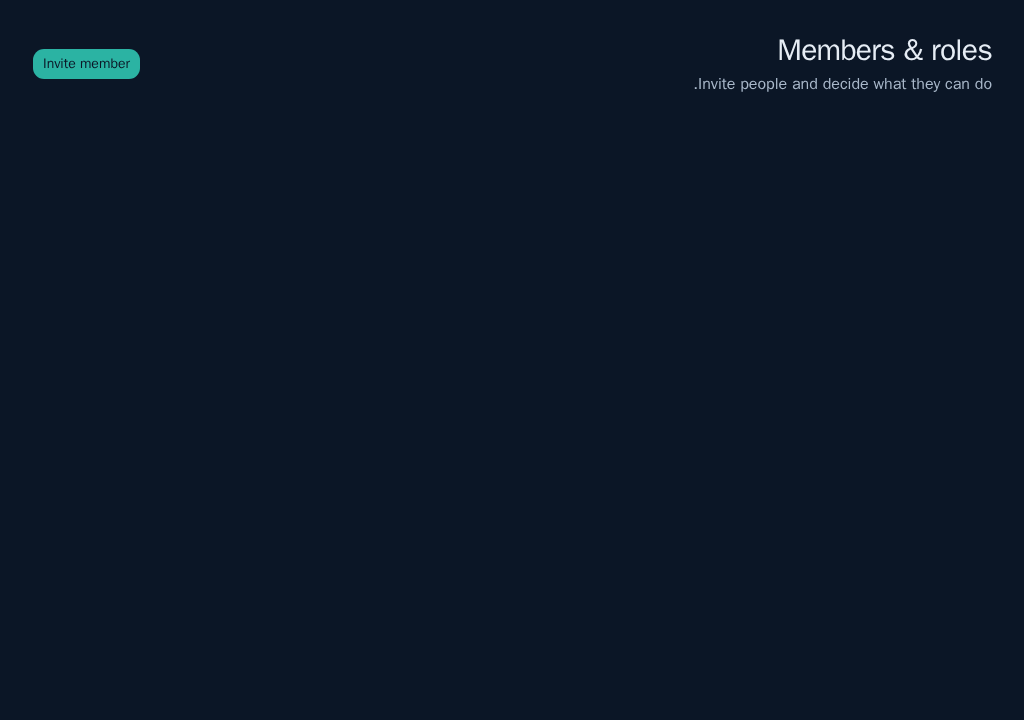 Members & roles
Invite people and decide what they can do.
Invite member